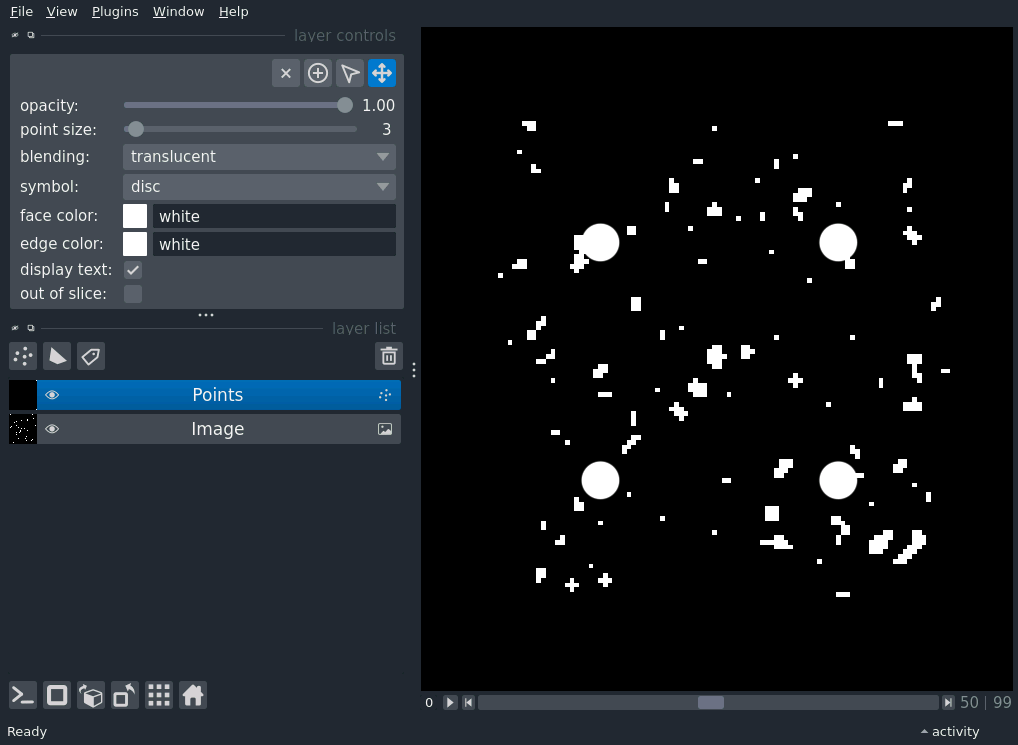 File View Plugins Window Help
layer controls
opacity: 1.00
point size: 3
blending: translucent
symbol: disc
face color: white
edge color: white
display text:
out of slice:
layer list
Points
Image
0 50 | 99
Ready activity